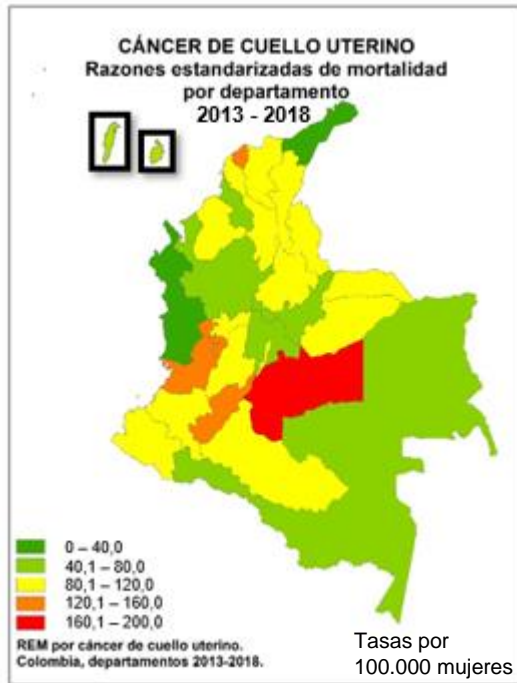 CÁNCER DE CUELLO UTERINO
Razones estandarizadas de mortalidad
por departamento
2013 - 2018
0 – 40,0
40,1 – 80,0
80,1 – 120,0
120,1 – 160,0
160,1 – 200,0
REM por cáncer de cuello uterino.
Colombia, departamentos 2013-2018.
Tasas por
100.000 mujeres